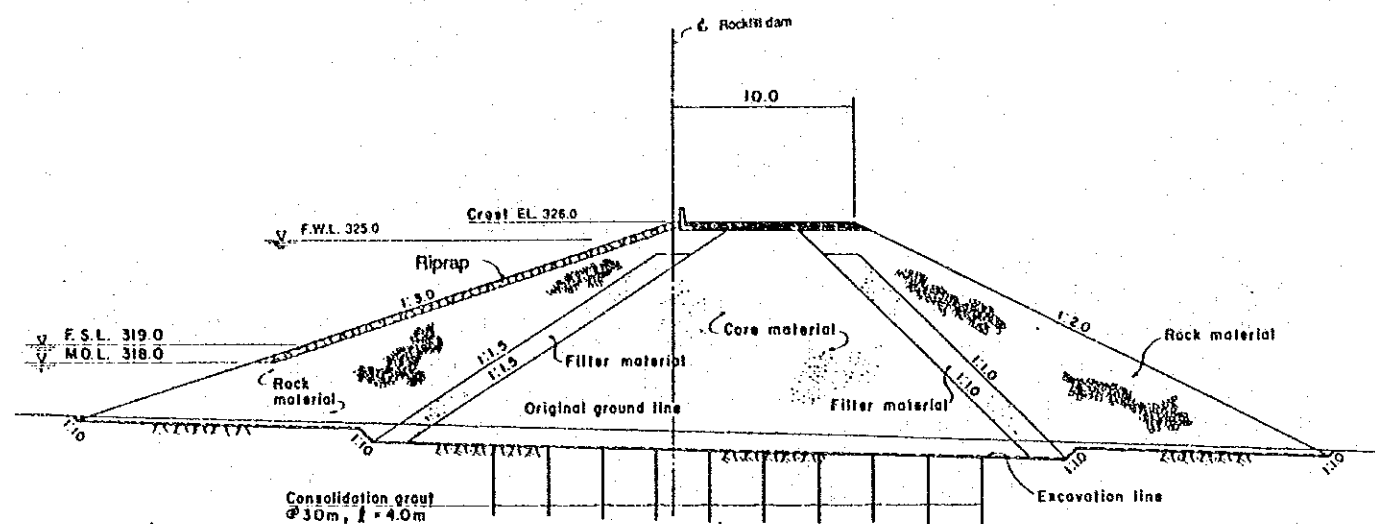 ℄ Rockfill dam
10.0
Crest EL. 326.0
F.W.L. 325.0
Riprap
1:3.0
F.S.L. 319.0
M.O.L. 318.0
Rock
material
1:1.5
1:1.5
Filter material
Core material
1:1.0
1:1.0
Filter material
1:2.0
Rock material
Original ground line
1:1.0
1:1.0
1:1.0
1:1.0
Excavation line
Consolidation grout
@ 3.0m, ℓ = 4.0m